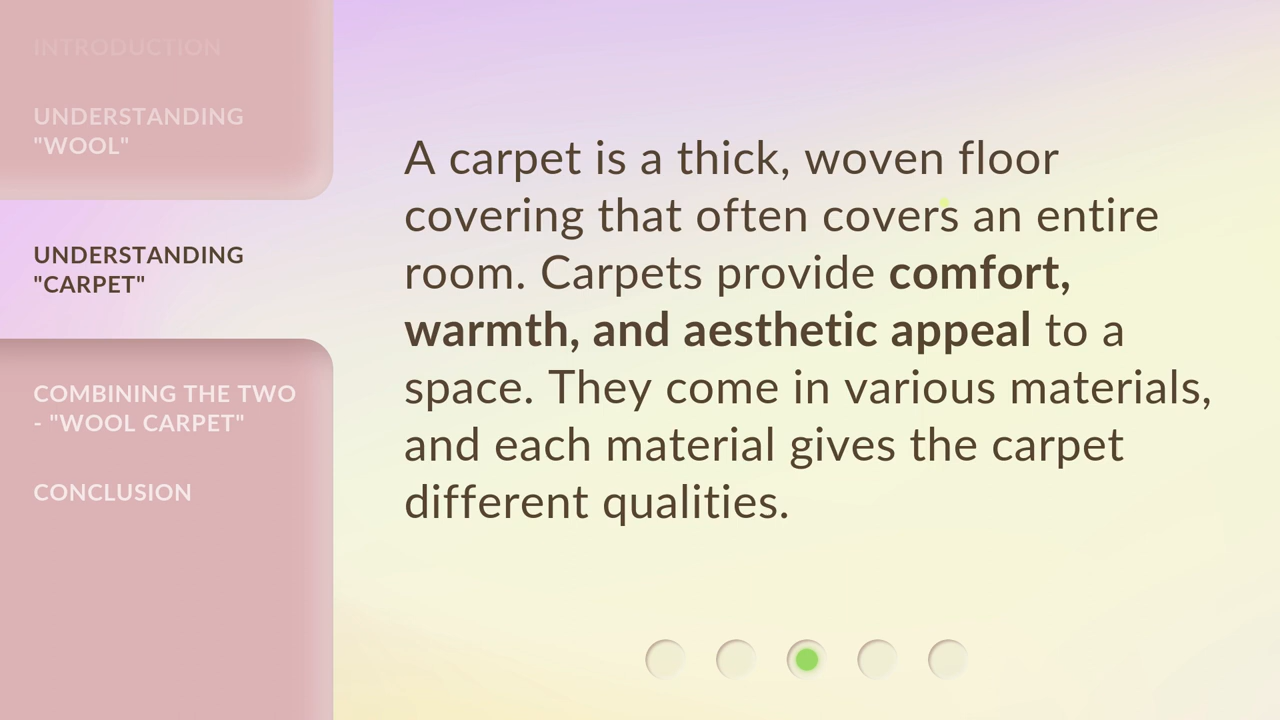 INTRODUCTION
UNDERSTANDING
"WOOL"
UNDERSTANDING
"CARPET"
COMBINING THE TWO
- "WOOL CARPET"
CONCLUSION
A carpet is a thick, woven floor
covering that often covers an entire
room. Carpets provide comfort,
warmth, and aesthetic appeal to a
space. They come in various materials,
and each material gives the carpet
different qualities.